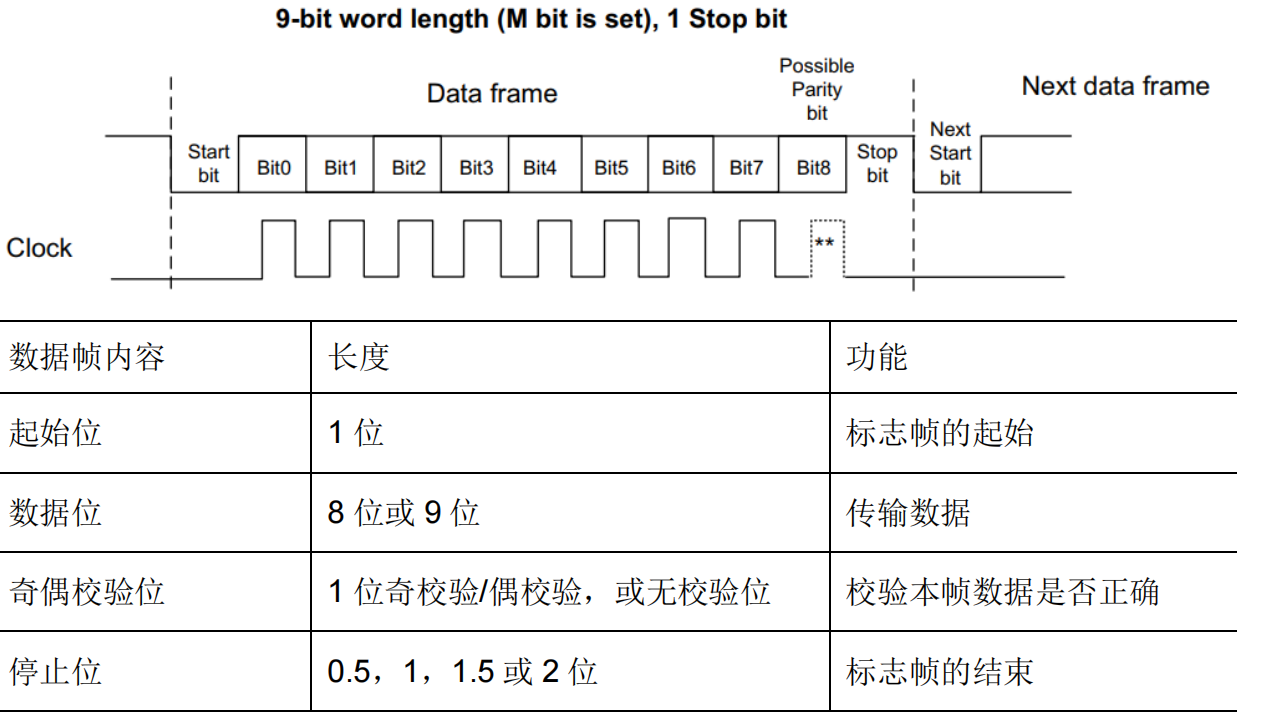 9-bit word length (M bit is set), 1 Stop bit
Data frame
Possible
Parity
bit
Next data frame
Start
bit
Bit0
Bit1
Bit2
Bit3
Bit4
Bit5
Bit6
Bit7
Bit8
Stop
bit
Next
Start
bit
Clock
**
数据帧内容 长度 功能
起始位 1 位 标志帧的起始
数据位 8 位或 9 位 传输数据
奇偶校验位 1 位奇校验/偶校验，或无校验位 校验本帧数据是否正确
停止位 0.5，1，1.5 或 2 位 标志帧的结束